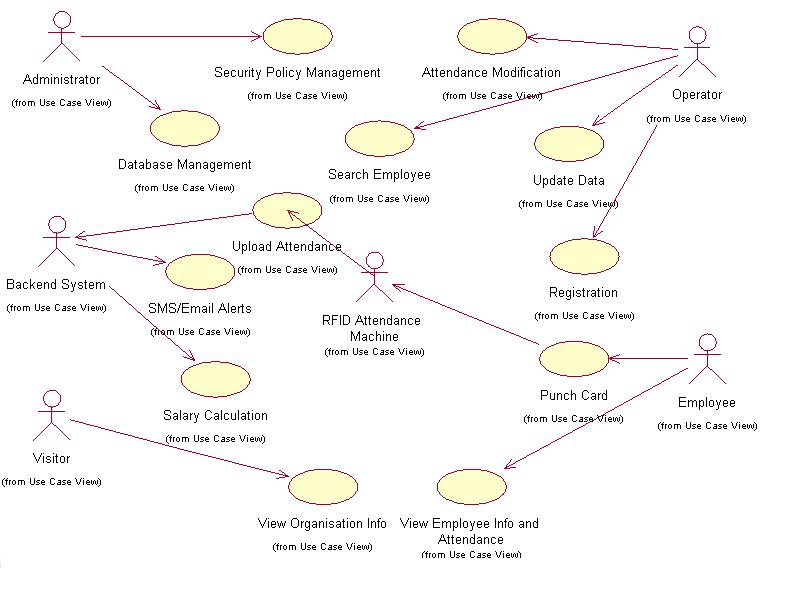 Administrator
(from Use Case View)
Security Policy Management
(from Use Case View)
Attendance Modification
(from Use Case View)
Operator
(from Use Case View)
Database Management
(from Use Case View)
Search Employee
(from Use Case View)
Update Data
(from Use Case View)
Upload Attendance
(from Use Case View)
Backend System
(from Use Case View)
SMS/Email Alerts
(from Use Case View)
RFID Attendance
Machine
(from Use Case View)
Registration
(from Use Case View)
Salary Calculation
(from Use Case View)
Punch Card
(from Use Case View)
Employee
(from Use Case View)
Visitor
(from Use Case View)
View Organisation Info
(from Use Case View)
View Employee Info and
Attendance
(from Use Case View)